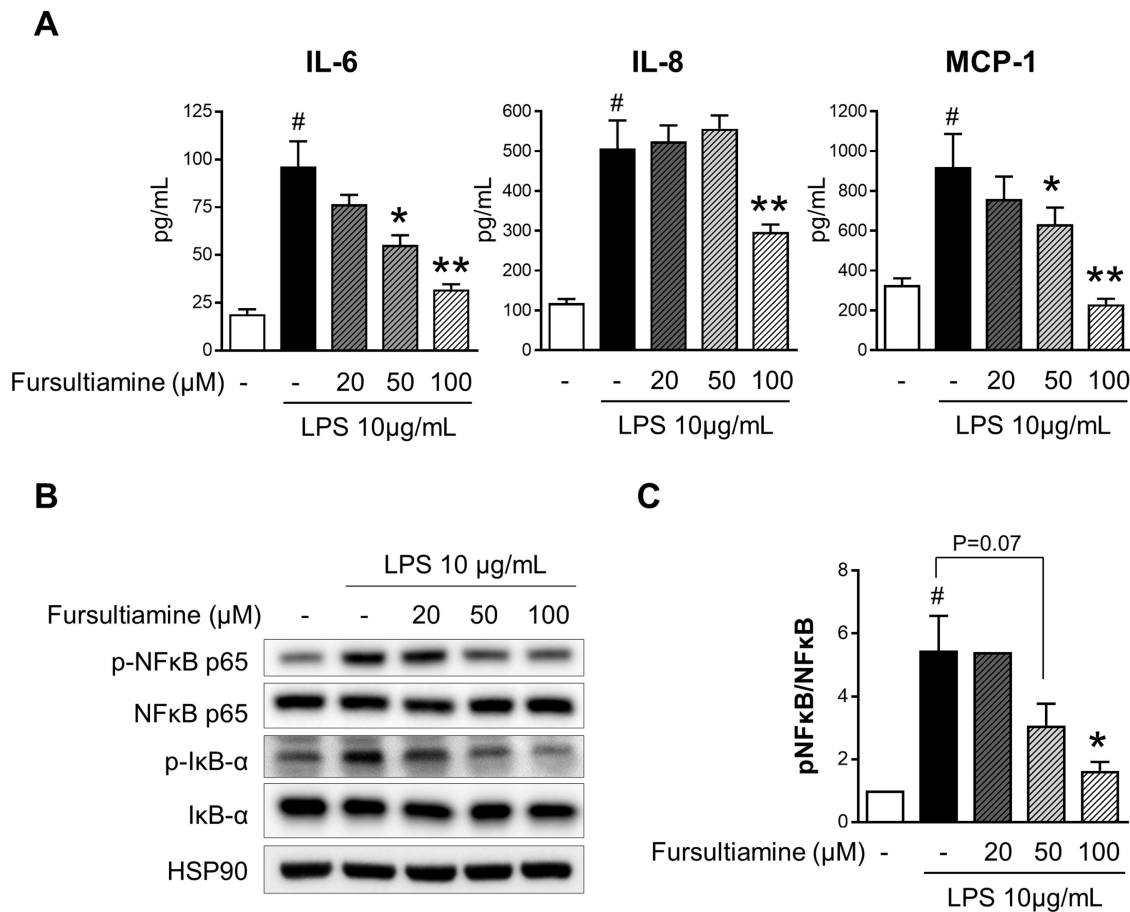 A
IL-6
IL-8
MCP-1
#
*
**
pg/mL
125
100
75
50
25
0
#
**
pg/mL
600
500
400
300
200
100
0
#
*
**
pg/mL
1200
1000
800
600
400
200
0
Fursultiamine (µM) - - 20 50 100 - - 20 50 100 - - 20 50 100
LPS 10µg/mL LPS 10µg/mL LPS 10µg/mL
B
LPS 10 µg/mL
Fursultiamine (µM) - - 20 50 100
p-NFκB p65
NFκB p65
p-IκB-α
IκB-α
HSP90
C
P=0.07
#
*
pNFκB/NFκB
8
6
4
2
0
Fursultiamine (µM) - - 20 50 100
LPS 10µg/mL